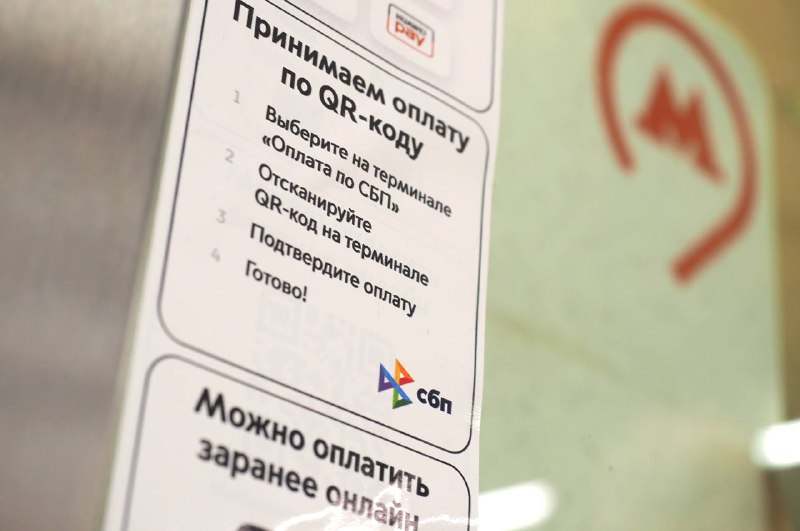 pay
Принимаем оплату
по QR-коду
1
Выберите на терминале
«Оплата по СБП»
2
Отсканируйте
QR-код на терминале
3
Подтвердите оплату
4
Готово!
сбп
Можно оплатить
заранее онлайн